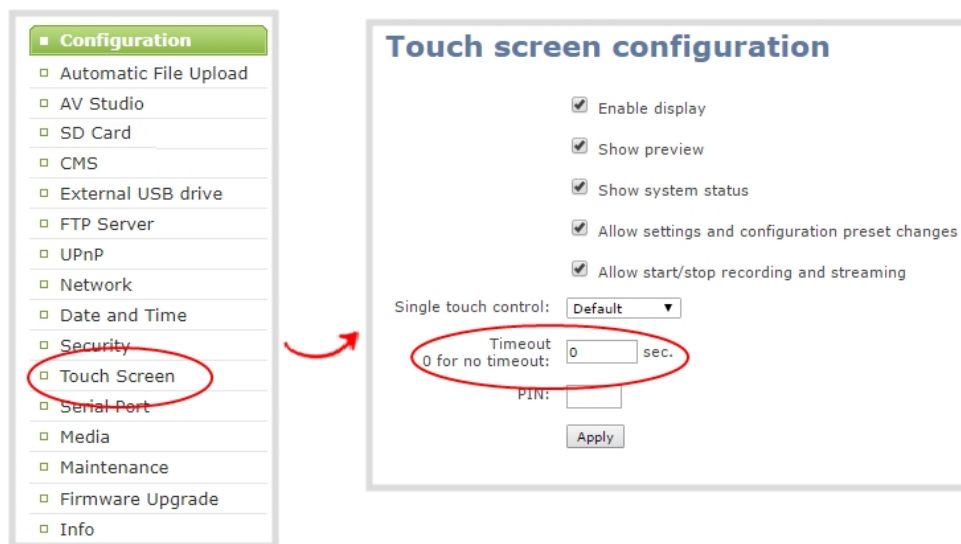 Configuration
Automatic File Upload
AV Studio
SD Card
CMS
External USB drive
FTP Server
UPnP
Network
Date and Time
Security
Touch Screen
Serial Port
Media
Maintenance
Firmware Upgrade
Info
Touch screen configuration
Enable display
Show preview
Show system status
Allow settings and configuration preset changes
Allow start/stop recording and streaming
Single touch control: Default
Timeout
0 for no timeout: 0 sec.
PIN:
Apply